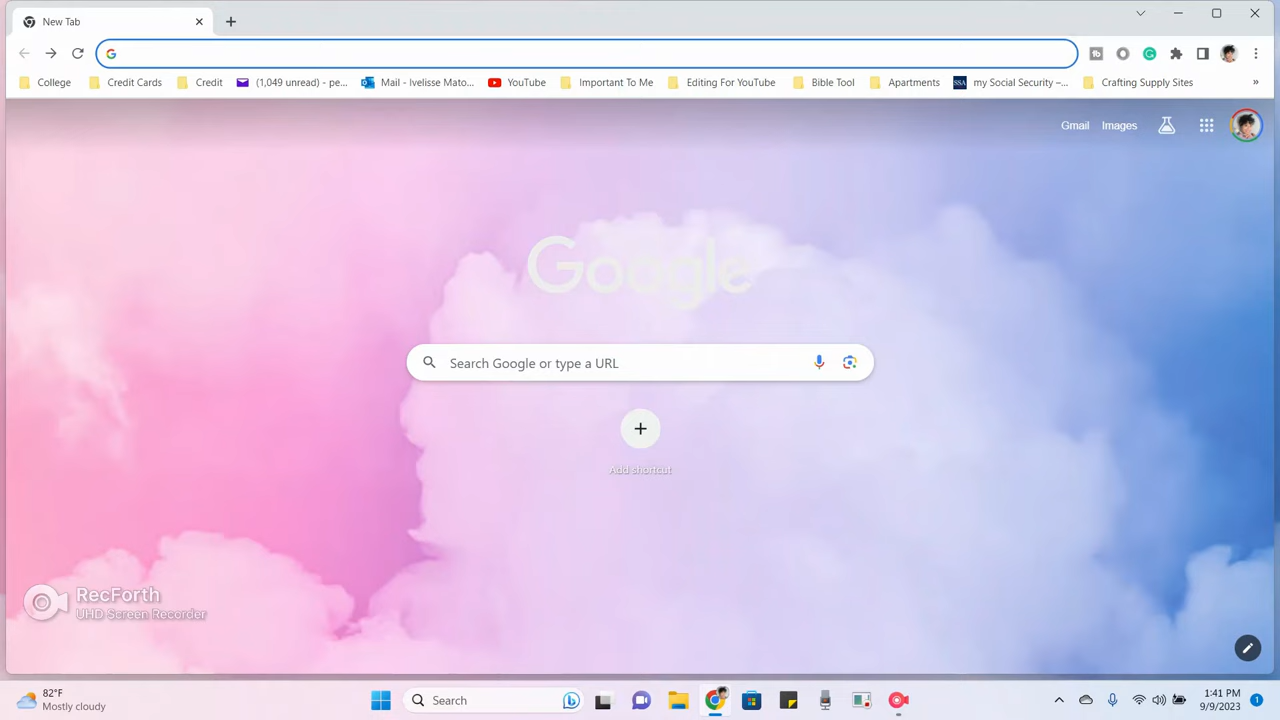 New Tab
College
Credit Cards
Credit
(1,049 unread) - pe...
Mail - Ivelisse Mato...
YouTube
Important To Me
Editing For YouTube
Bible Tool
Apartments
SSA
my Social Security –...
Crafting Supply Sites
»
Gmail
Images
Google
Search Google or type a URL
Add shortcut
RecForth
UHD Screen Recorder
82°F
Mostly cloudy
Search
1:41 PM
9/9/2023
1